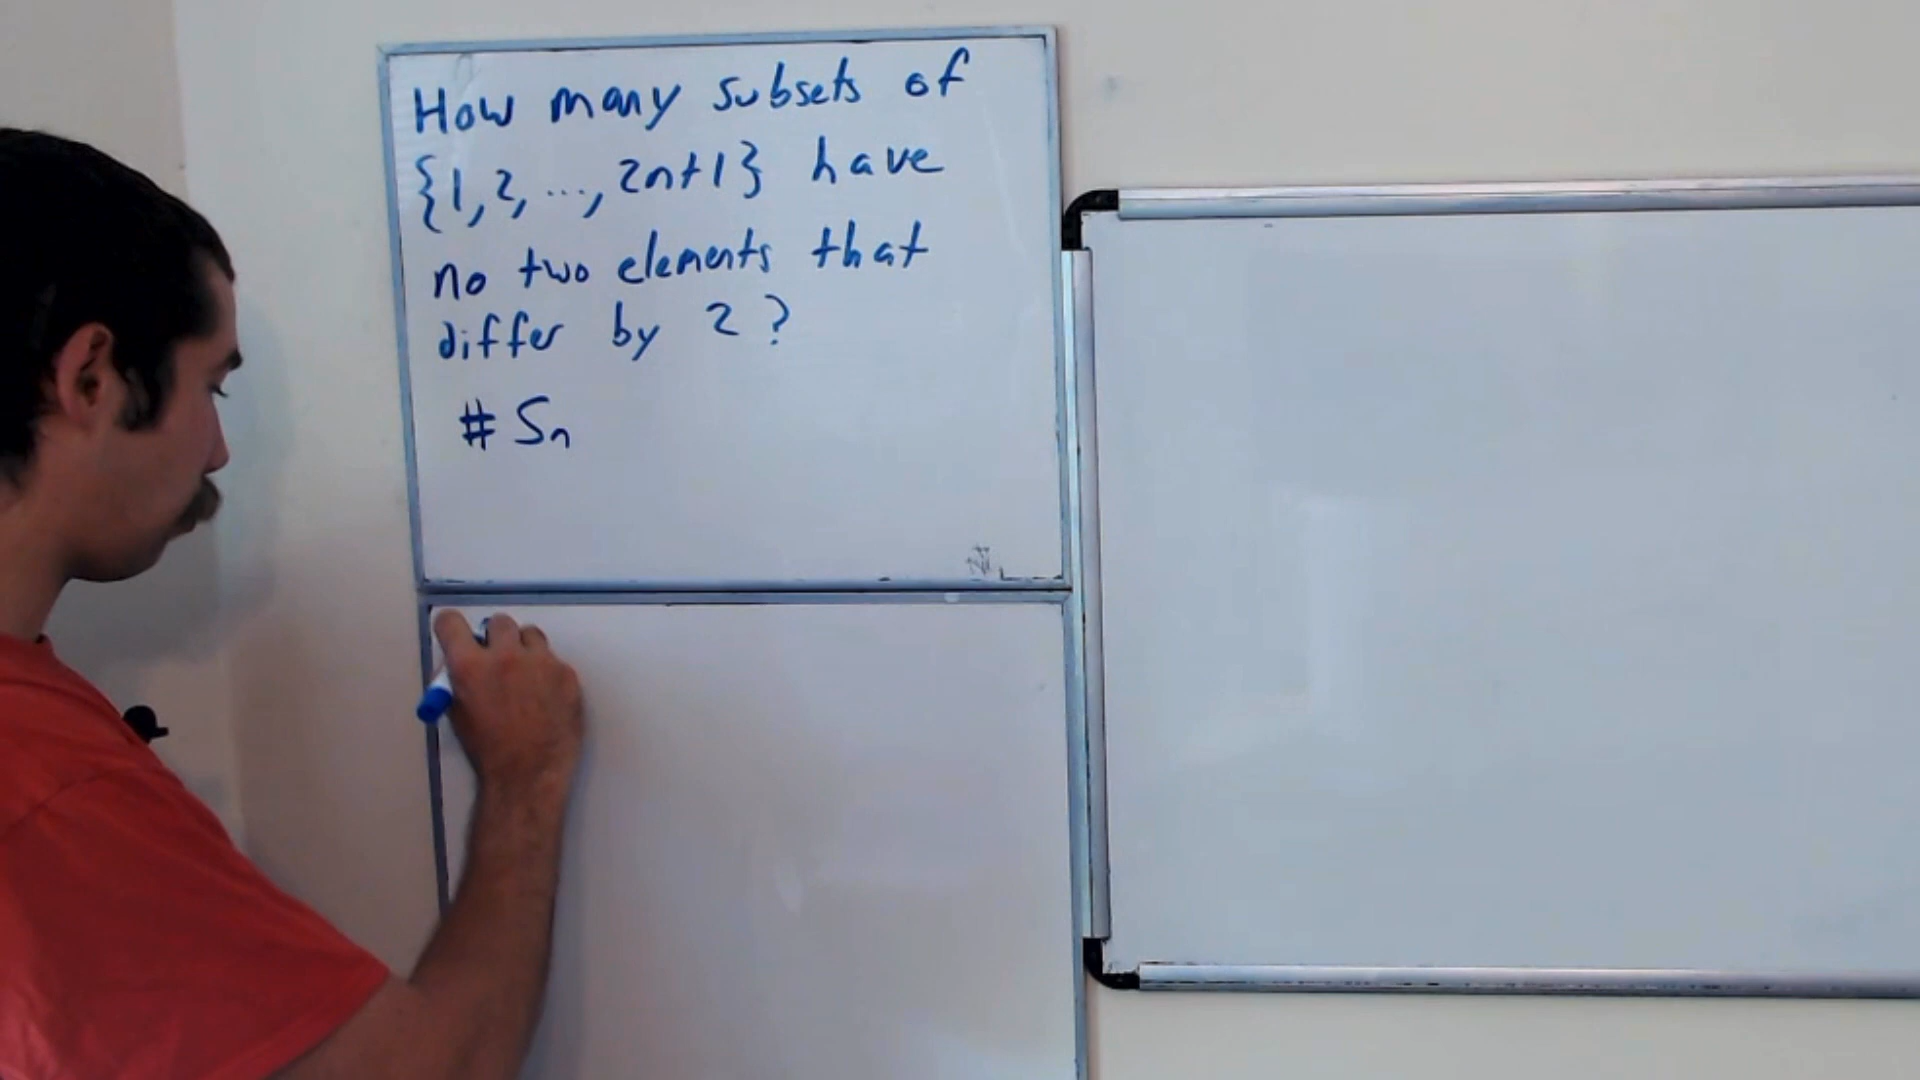 How many subsets of
{1, 2, ..., 2n+1} have
no two elements that
differ by 2?
# Sn